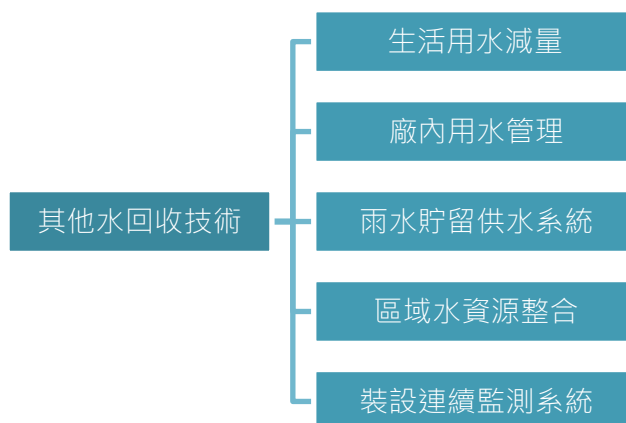 其他水回收技術
生活用水減量
廠內用水管理
雨水貯留供水系統
區域水資源整合
裝設連續監測系統